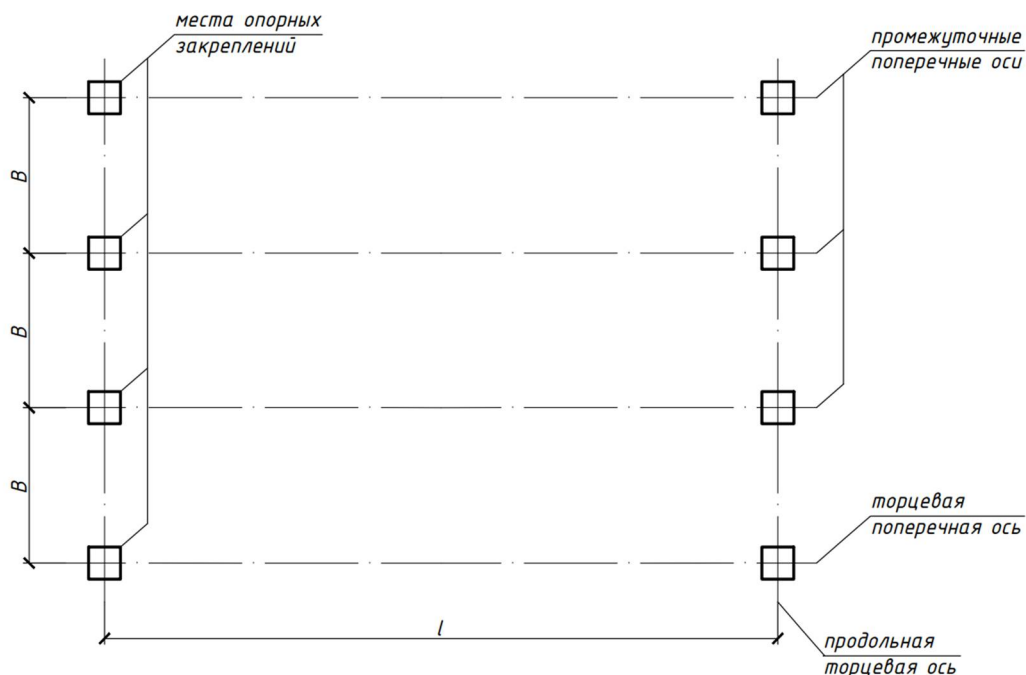 места опорных
закреплений
промежуточные
поперечные оси
B
B
B
торцевая
поперечная ось
l
продольная
торцевая ось